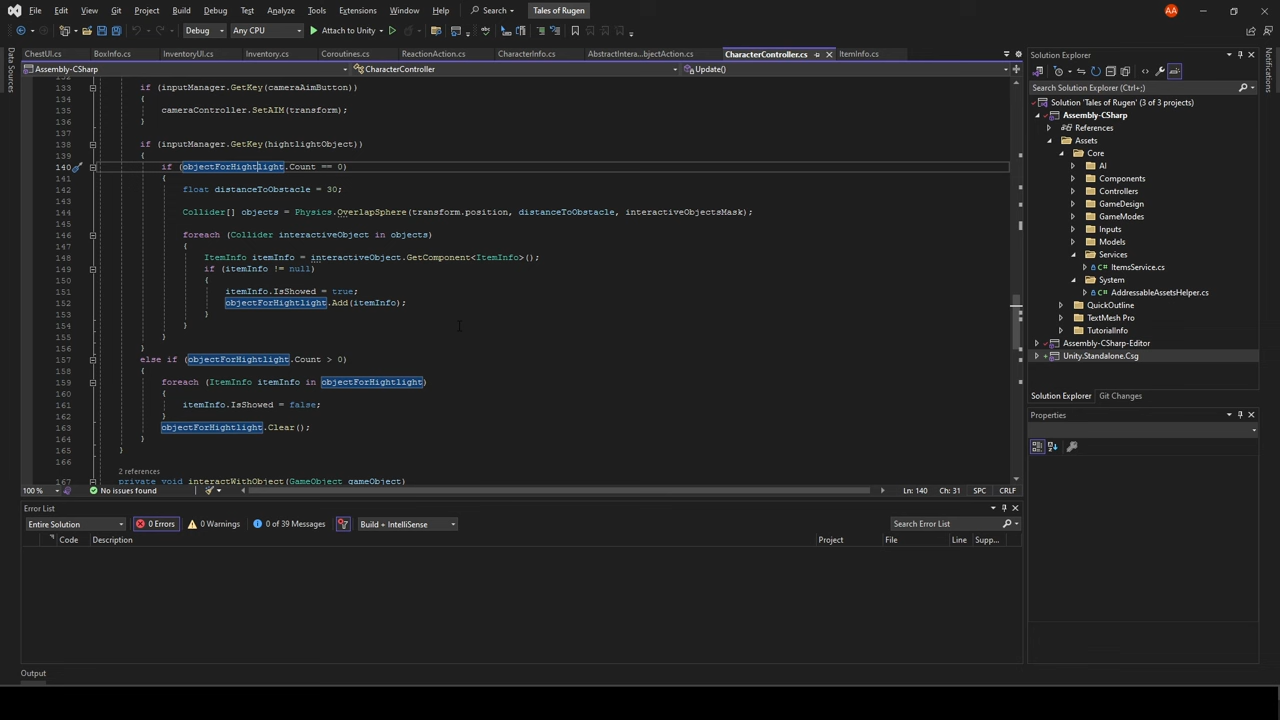 File Edit View Git Project Build Debug Test Analyze Tools Extensions Window Help Search Tales of Rugen AA
Debug Any CPU Attach to Unity
ChestUI.cs BoxInfo.cs InventoryUI.cs Inventory.cs Coroutines.cs ReactionAction.cs CharacterInfo.cs AbstractIntera...bjectAction.cs CharacterController.cs ItemInfo.cs
Assembly-CSharp CharacterController Update()
132
133 if (inputManager.GetKey(cameraAimButton))
134 {
135 cameraController.SetAIM(transform);
136 }
137
138 if (inputManager.GetKey(hightlightObject))
139 {
140 if (objectForHightlight.Count == 0)
141 {
142 float distanceToObstacle = 30;
143
144 Collider[] objects = Physics.OverlapSphere(transform.position, distanceToObstacle, interactiveObjectsMask);
145
146 foreach (Collider interactiveObject in objects)
147 {
148 ItemInfo itemInfo = interactiveObject.GetComponent<ItemInfo>();
149 if (itemInfo != null)
150 {
151 itemInfo.IsShowed = true;
152 objectForHightlight.Add(itemInfo);
153 }
154 }
155 }
156 }
157 else if (objectForHightlight.Count > 0)
158 {
159 foreach (ItemInfo itemInfo in objectForHightlight)
160 {
161 itemInfo.IsShowed = false;
162 }
163 objectForHightlight.Clear();
164 }
165 }
166
2 references
167 private void interactWithObject(GameObject gameObject)
100 % No issues found Ln: 140 Ch: 31 SPC CRLF
Error List
Entire Solution 0 Errors 0 Warnings 0 of 39 Messages Build + IntelliSense Search Error List
Code Description Project File Line Supp...
Output
Data Sources
Solution Explorer
Search Solution Explorer (Ctrl+;)
Solution 'Tales of Rugen' (3 of 3 projects)
Assembly-CSharp
References
Assets
Core
AI
Components
Controllers
GameDesign
GameModes
Inputs
Models
Services
C# ItemsService.cs
System
C# AddressableAssetsHelper.cs
QuickOutline
TextMesh Pro
TutorialInfo
Assembly-CSharp-Editor
Unity.Standalone.Csg
Solution Explorer Git Changes
Properties
Notifications